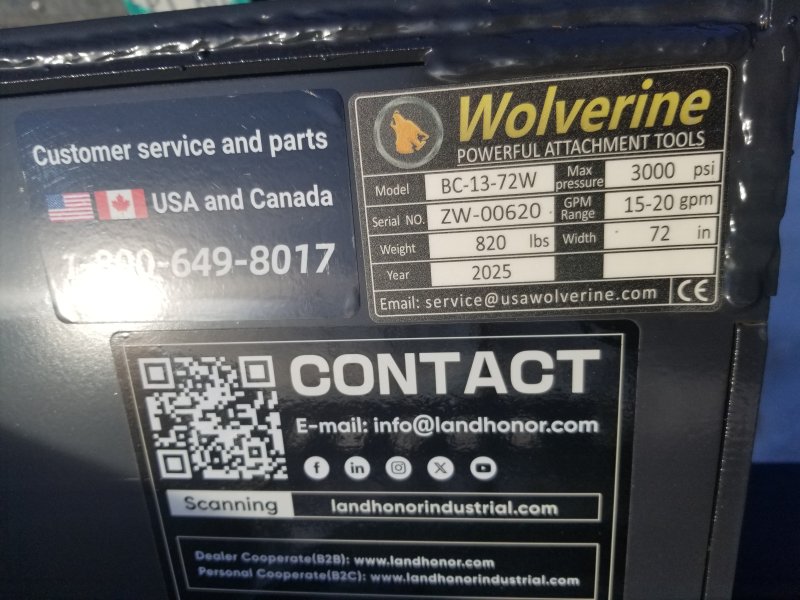 Customer service and parts
USA and Canada
1-800-649-8017
Wolverine
POWERFUL ATTACHMENT TOOLS
Model BC-13-72W Max pressure 3000 psi
Serial NO. ZW-00620 GPM Range 15-20 gpm
Weight 820 lbs Width 72 in
Year 2025
Email: service@usawolverine.com CE
CONTACT
E-mail: info@landhonor.com
Scanning landhonorindustrial.com
Dealer Cooperate(B2B): www.landhonor.com
Personal Cooperate(B2C): www.landhonorindustrial.com